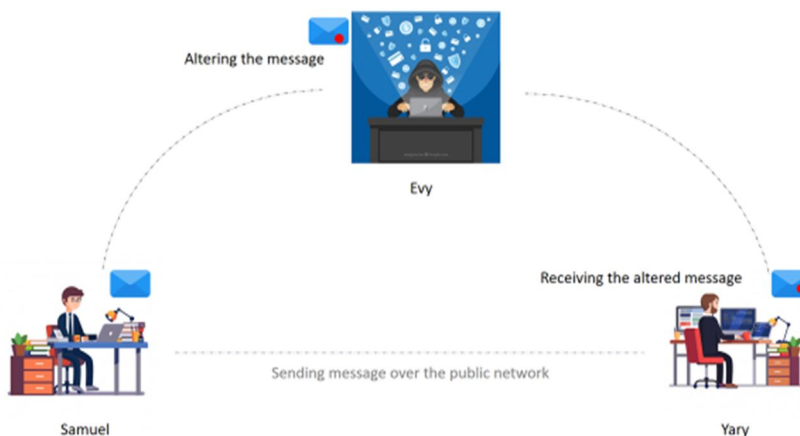 Altering the message
Evy
Receiving the altered message
Sending message over the public network
Samuel
Yary